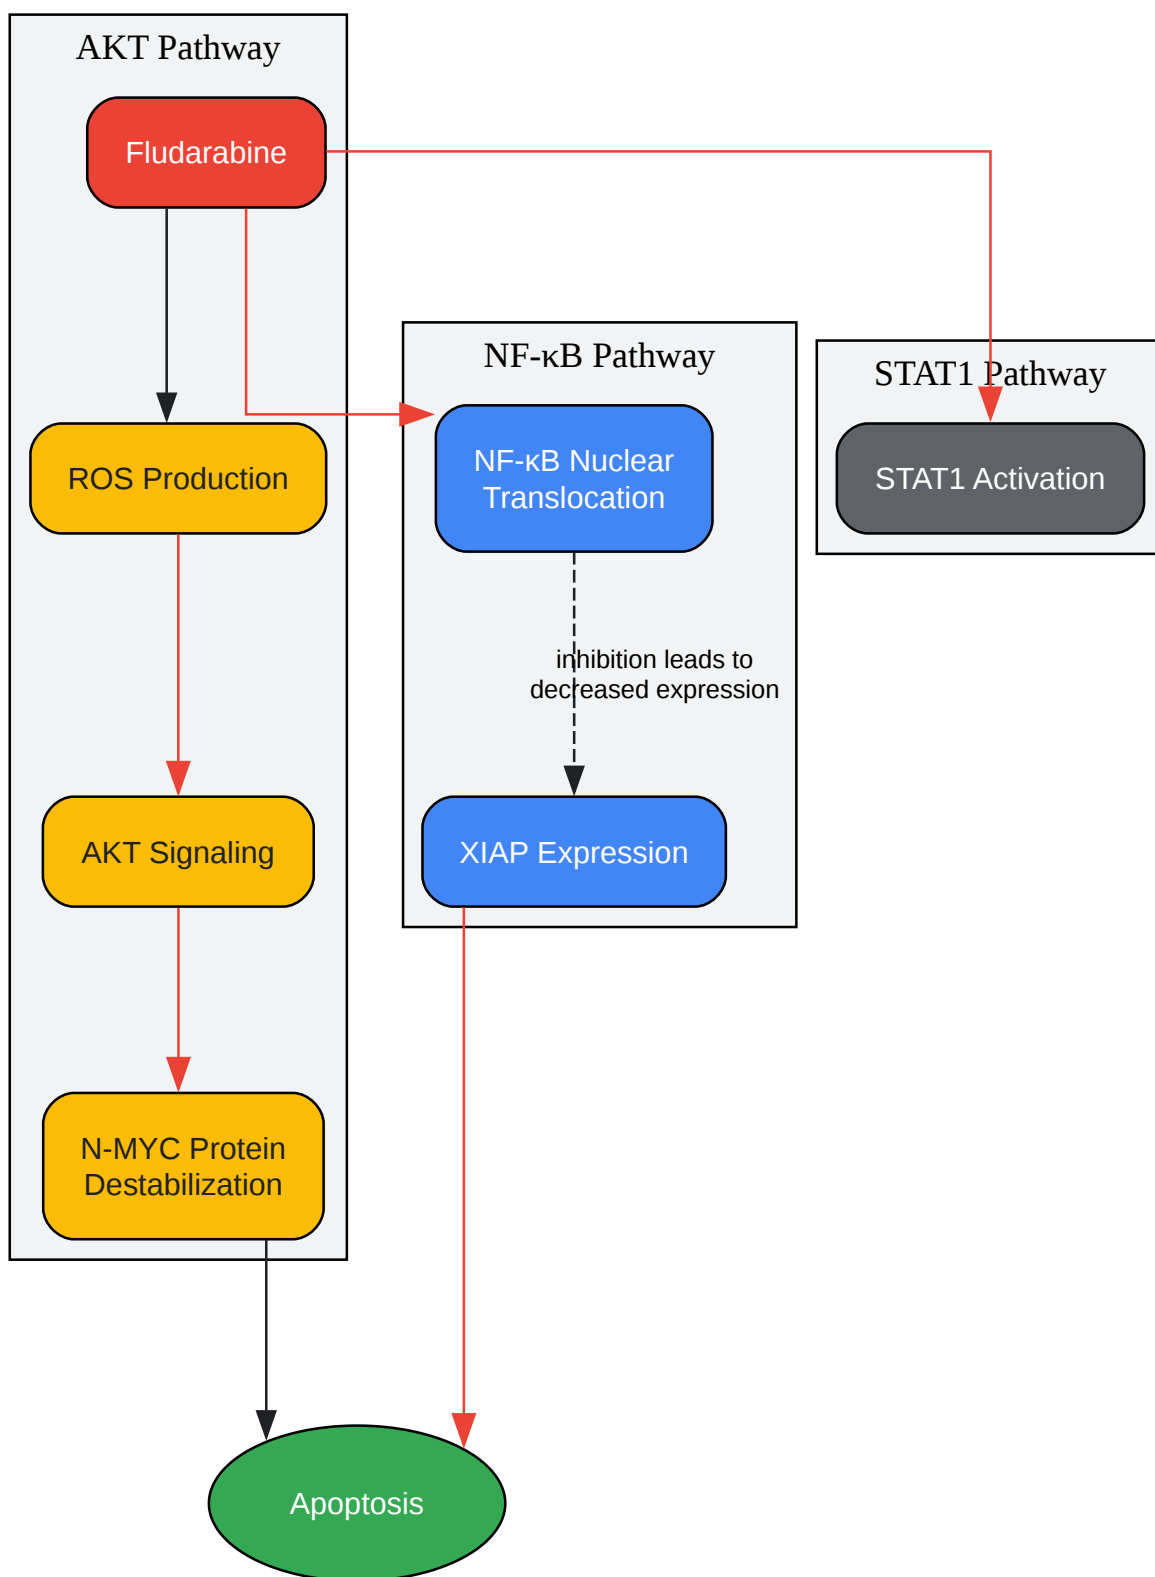 AKT Pathway
Fludarabine
NF-κB Pathway
STAT1 Pathway
ROS Production
NF-κB Nuclear
Translocation
STAT1 Activation
inhibition leads to
decreased expression
AKT Signaling
XIAP Expression
N-MYC Protein
Destabilization
Apoptosis